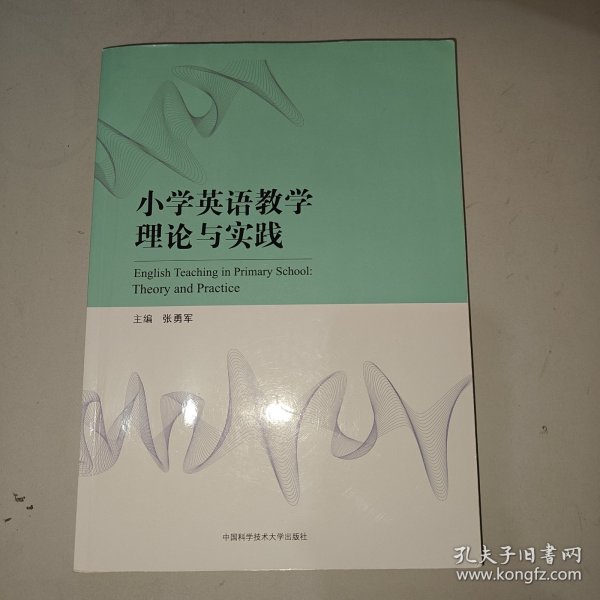 小学英语教学
理论与实践
English Teaching in Primary School:
Theory and Practice
主编 张勇军
中国科学技术大学出版社
孔夫子旧书网
www.kongfz.com